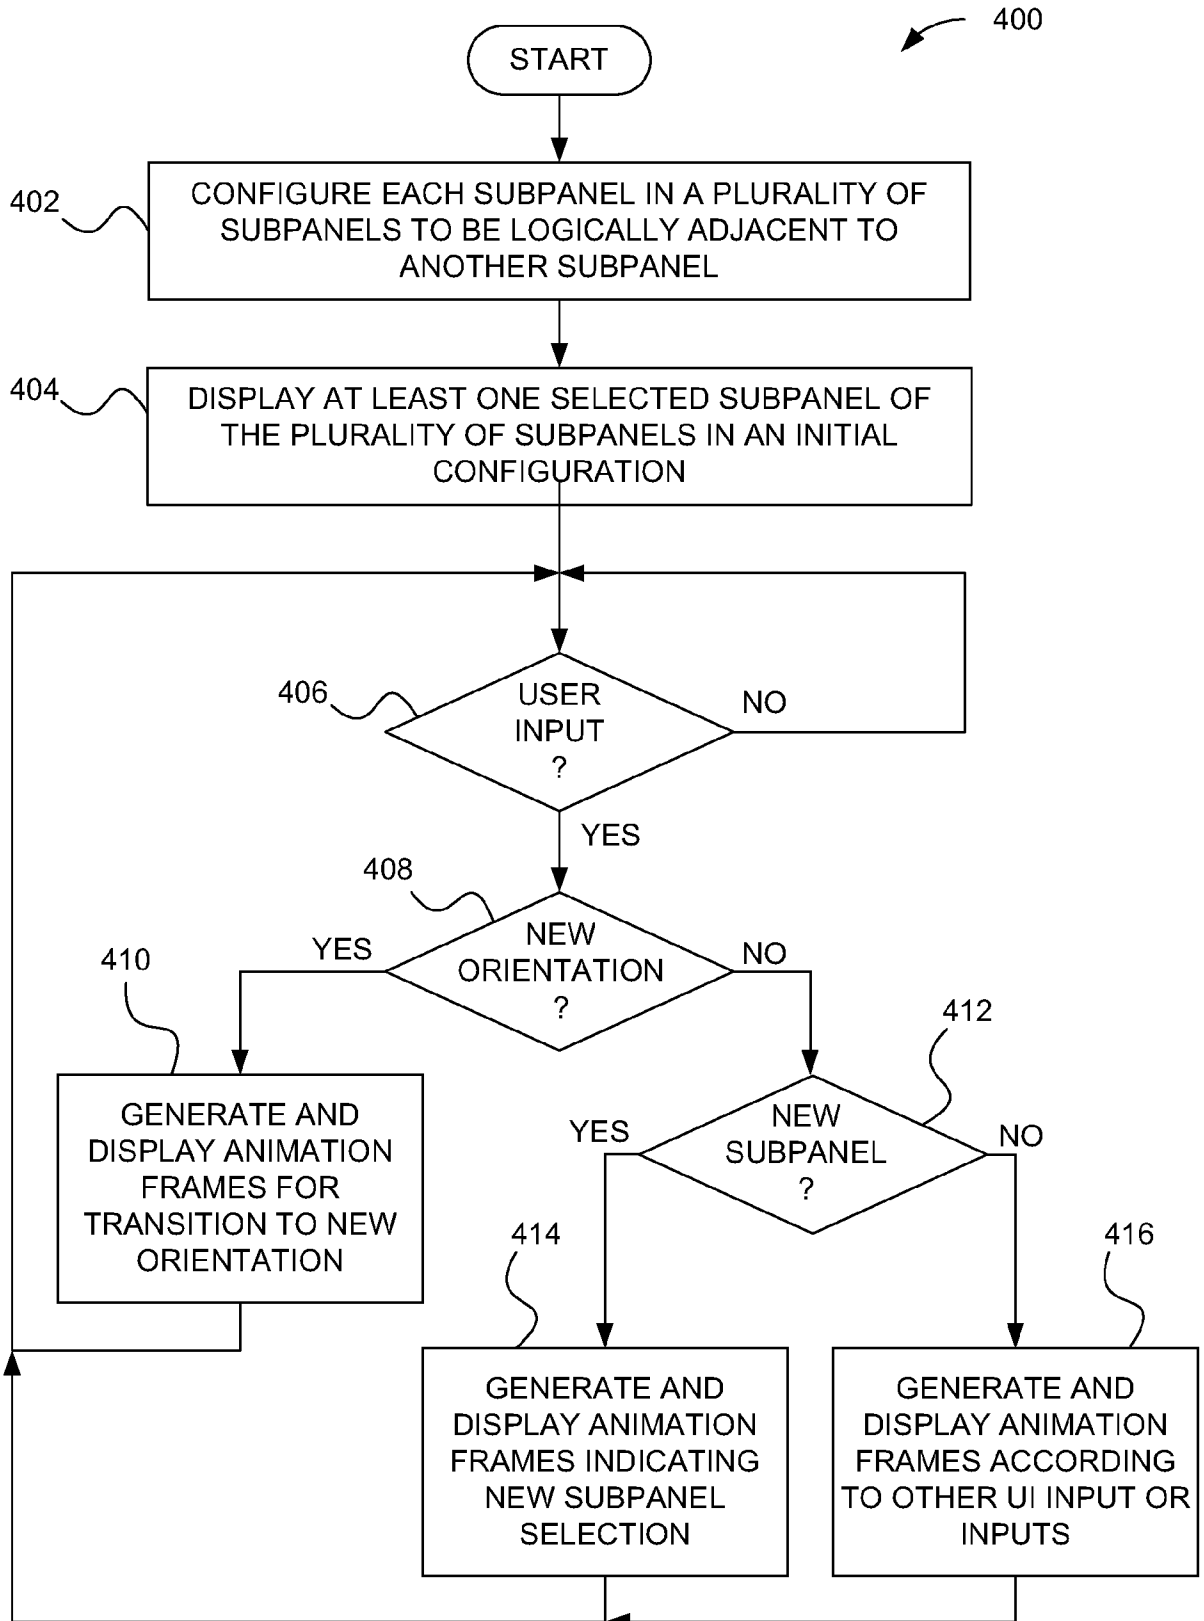 400
START
402
CONFIGURE EACH SUBPANEL IN A PLURALITY OF
SUBPANELS TO BE LOGICALLY ADJACENT TO
ANOTHER SUBPANEL
404
DISPLAY AT LEAST ONE SELECTED SUBPANEL OF
THE PLURALITY OF SUBPANELS IN AN INITIAL
CONFIGURATION
406
USER
INPUT
?
NO
YES
408
NEW
ORIENTATION
?
YES
NO
410
GENERATE AND
DISPLAY ANIMATION
FRAMES FOR
TRANSITION TO NEW
ORIENTATION
412
NEW
SUBPANEL
?
YES
NO
414
GENERATE AND
DISPLAY ANIMATION
FRAMES INDICATING
NEW SUBPANEL
SELECTION
416
GENERATE AND
DISPLAY ANIMATION
FRAMES ACCORDING
TO OTHER UI INPUT OR
INPUTS